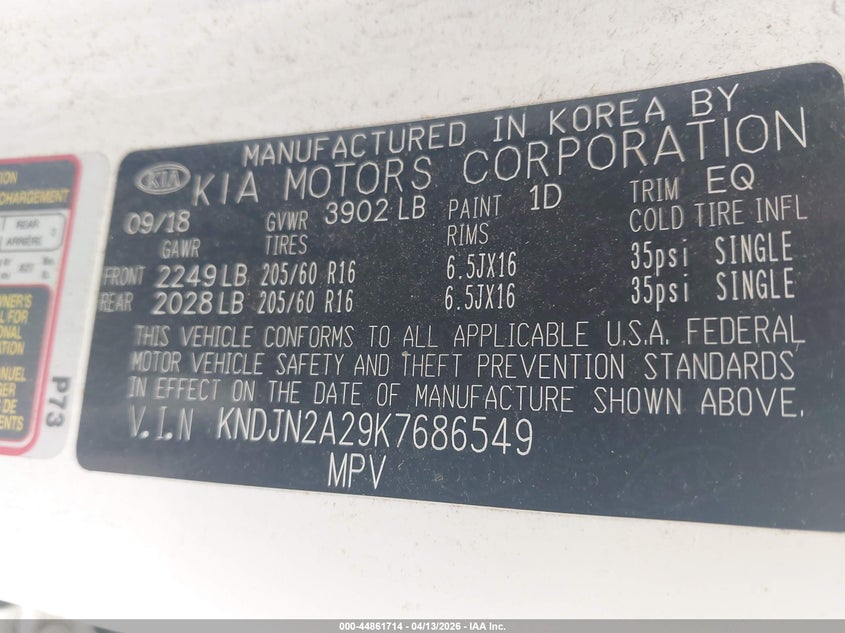 MANUFACTURED IN KOREA BY
KIA KIA MOTORS CORPORATION
09/18 GVWR 3902 LB PAINT 1D TRIM EQ
GAWR TIRES RIMS COLD TIRE INFL
FRONT 2249 LB 205/60 R16 6.5JX16 35psi SINGLE
REAR 2028 LB 205/60 R16 6.5JX16 35psi SINGLE
THIS VEHICLE CONFORMS TO ALL APPLICABLE U.S.A. FEDERAL
MOTOR VEHICLE SAFETY AND THEFT PREVENTION STANDARDS
IN EFFECT ON THE DATE OF MANUFACTURE SHOWN ABOVE.
V.I.N KNDJN2A29K7686549
MPV
CHARGEMENT
REAR
ARRIÈRE
P73
000-44861714 - 04/13/2026 - IAA Inc.